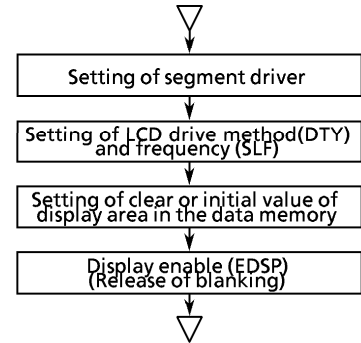 Setting of segment driver
Setting of LCD drive method(DTY)
and frequency (SLF)
Setting of clear or initial value of
display area in the data memory
Display enable (EDSP)
(Release of blanking)